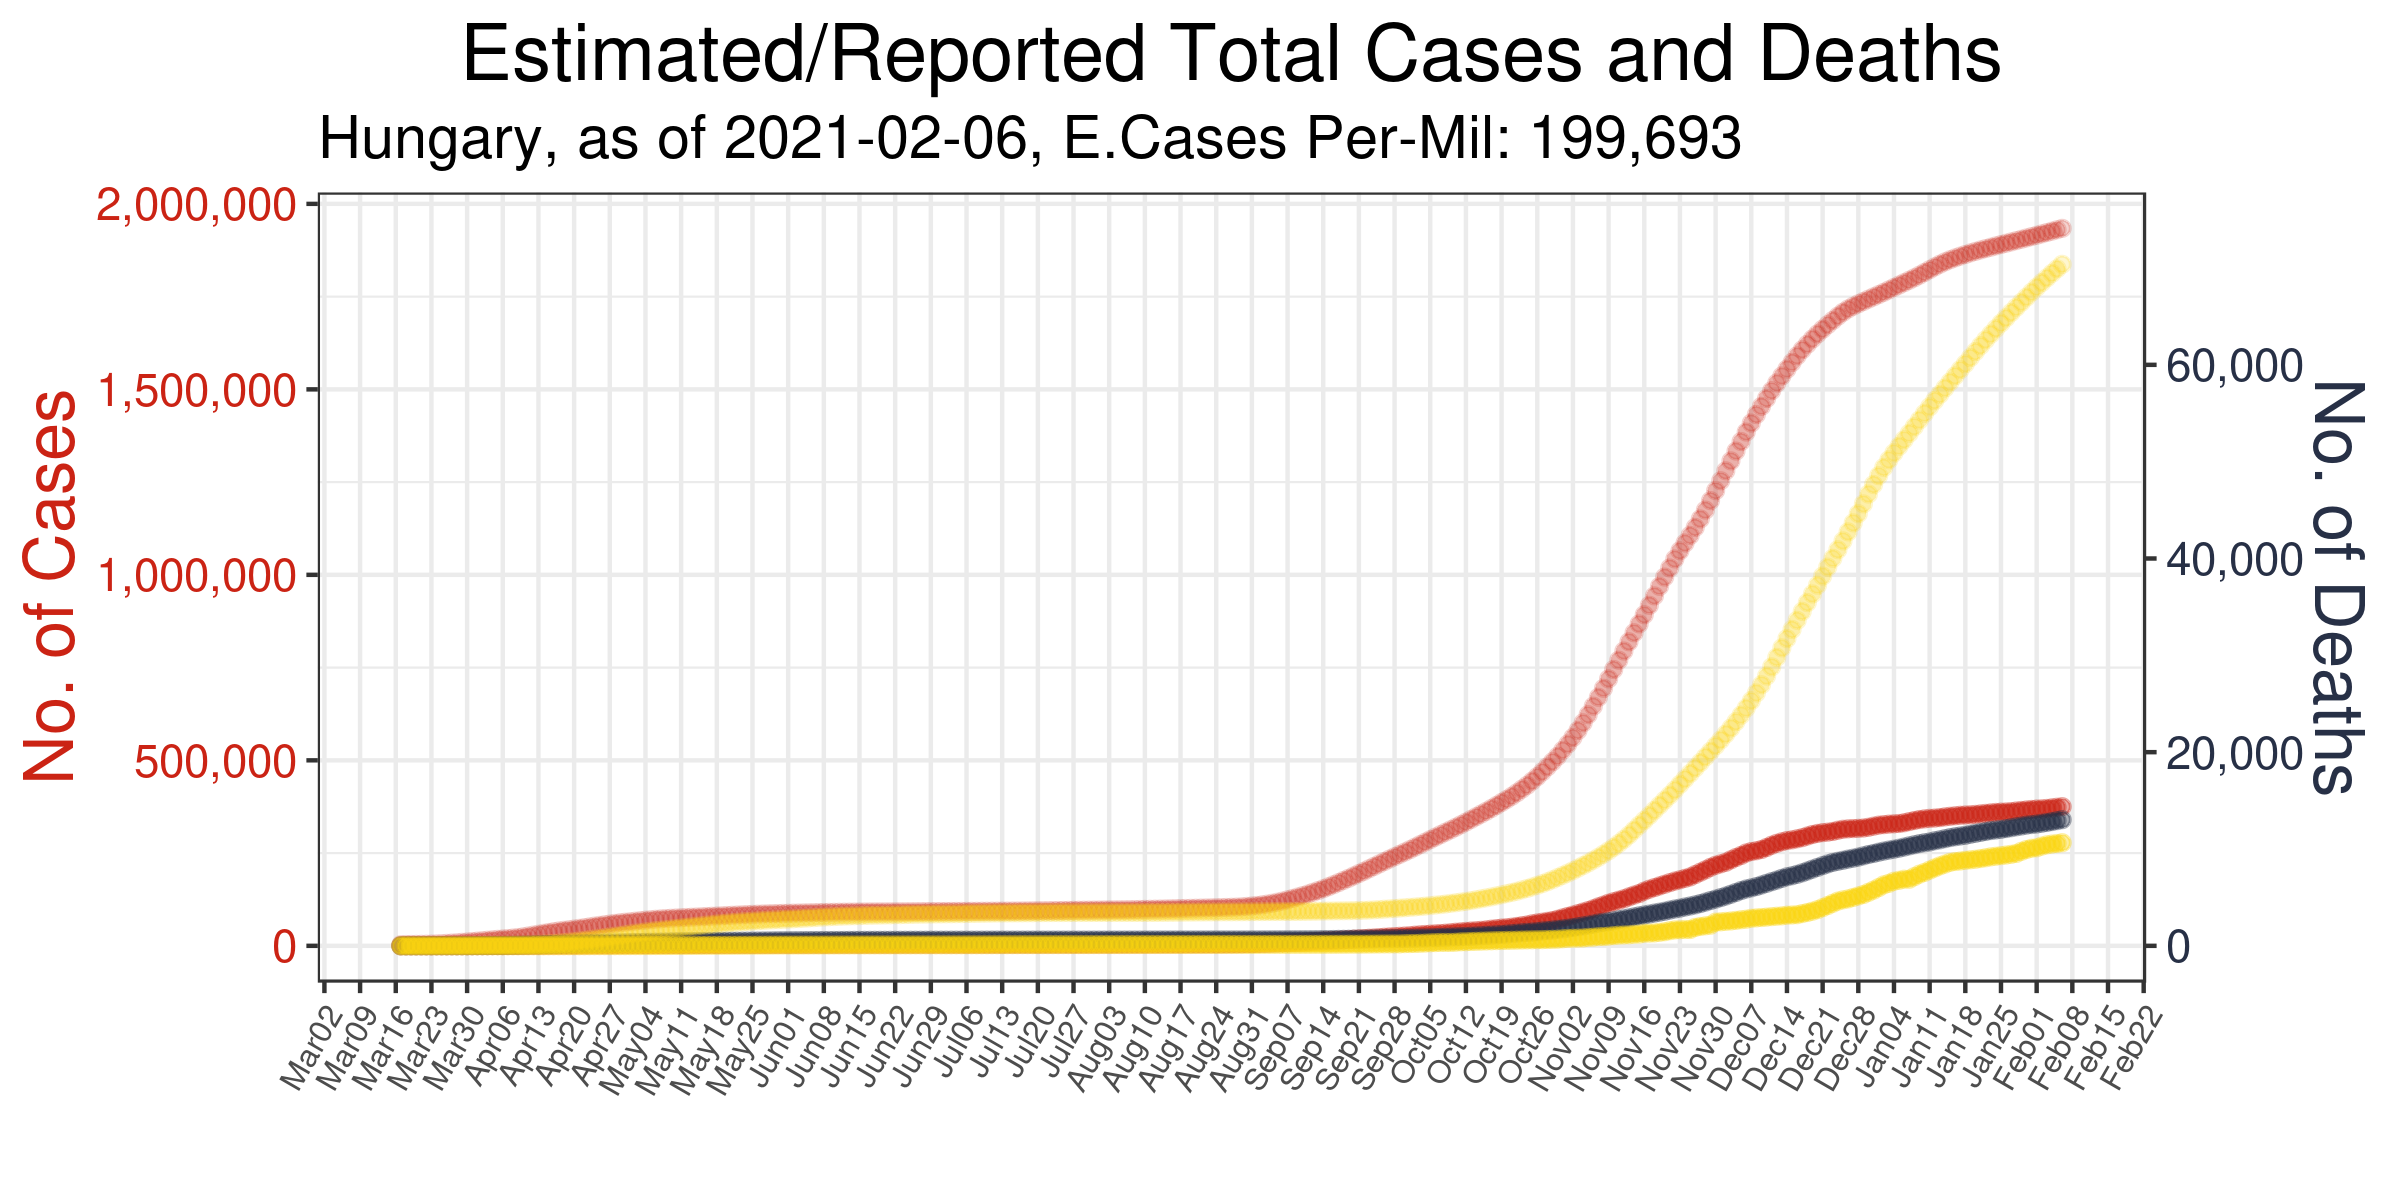 Estimated/Reported Total Cases and Deaths
Hungary, as of 2021-02-06, E.Cases Per-Mil: 199,693
No. of Cases
2,000,000
1,500,000
1,000,000
500,000
0
60,000
40,000
20,000
0
No. of Deaths
Mar02
Mar09
Mar16
Mar23
Mar30
Apr06
Apr13
Apr20
Apr27
May04
May11
May18
May25
Jun01
Jun08
Jun15
Jun22
Jun29
Jul06
Jul13
Jul20
Jul27
Aug03
Aug10
Aug17
Aug24
Aug31
Sep07
Sep14
Sep21
Sep28
Oct05
Oct12
Oct19
Oct26
Nov02
Nov09
Nov16
Nov23
Nov30
Dec07
Dec14
Dec21
Dec28
Jan04
Jan11
Jan18
Jan25
Feb01
Feb08
Feb15
Feb22